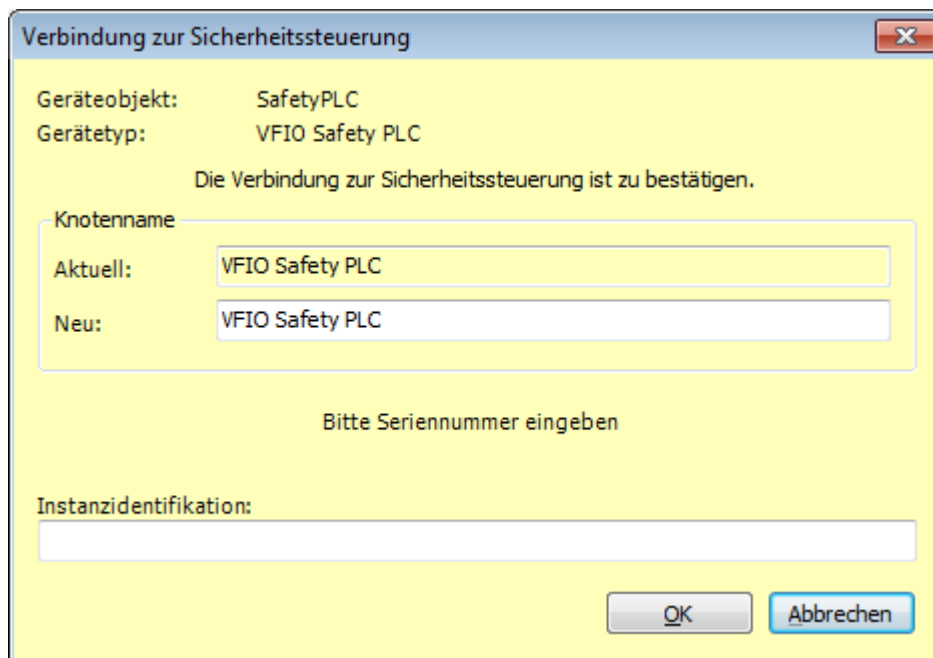 Verbindung zur Sicherheitssteuerung
Geräteobjekt: SafetyPLC
Gerätetyp: VFIO Safety PLC
Die Verbindung zur Sicherheitssteuerung ist zu bestätigen.
Knotenname
Aktuell: VFIO Safety PLC
Neu: VFIO Safety PLC
Bitte Seriennummer eingeben
Instanzidentifikation:
OK Abbrechen